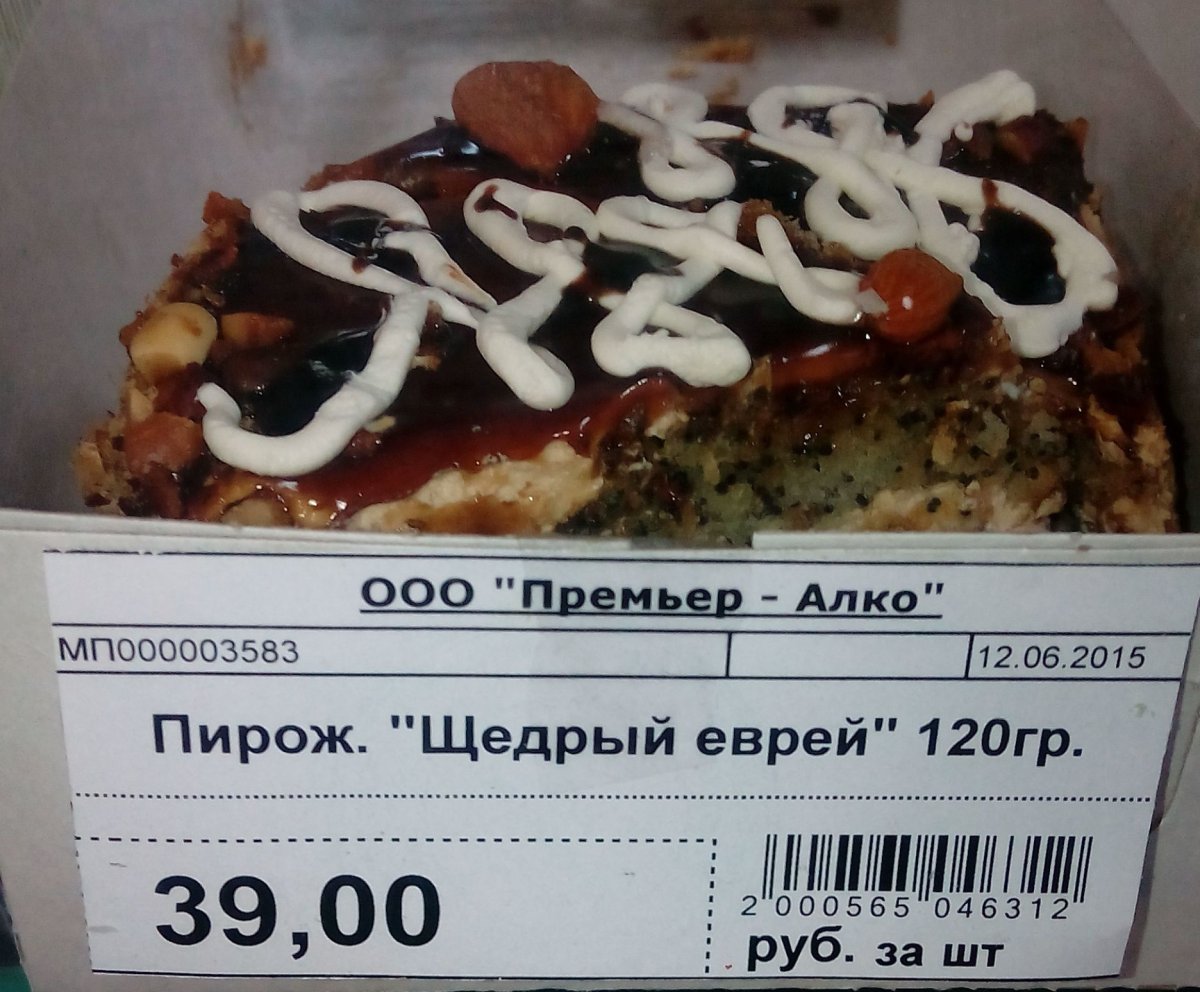 ООО "Премьер - Алко"
МП000003583 12.06.2015
Пирож. "Щедрый еврей" 120гр.
39,00
2 000565 046312
руб. за шт